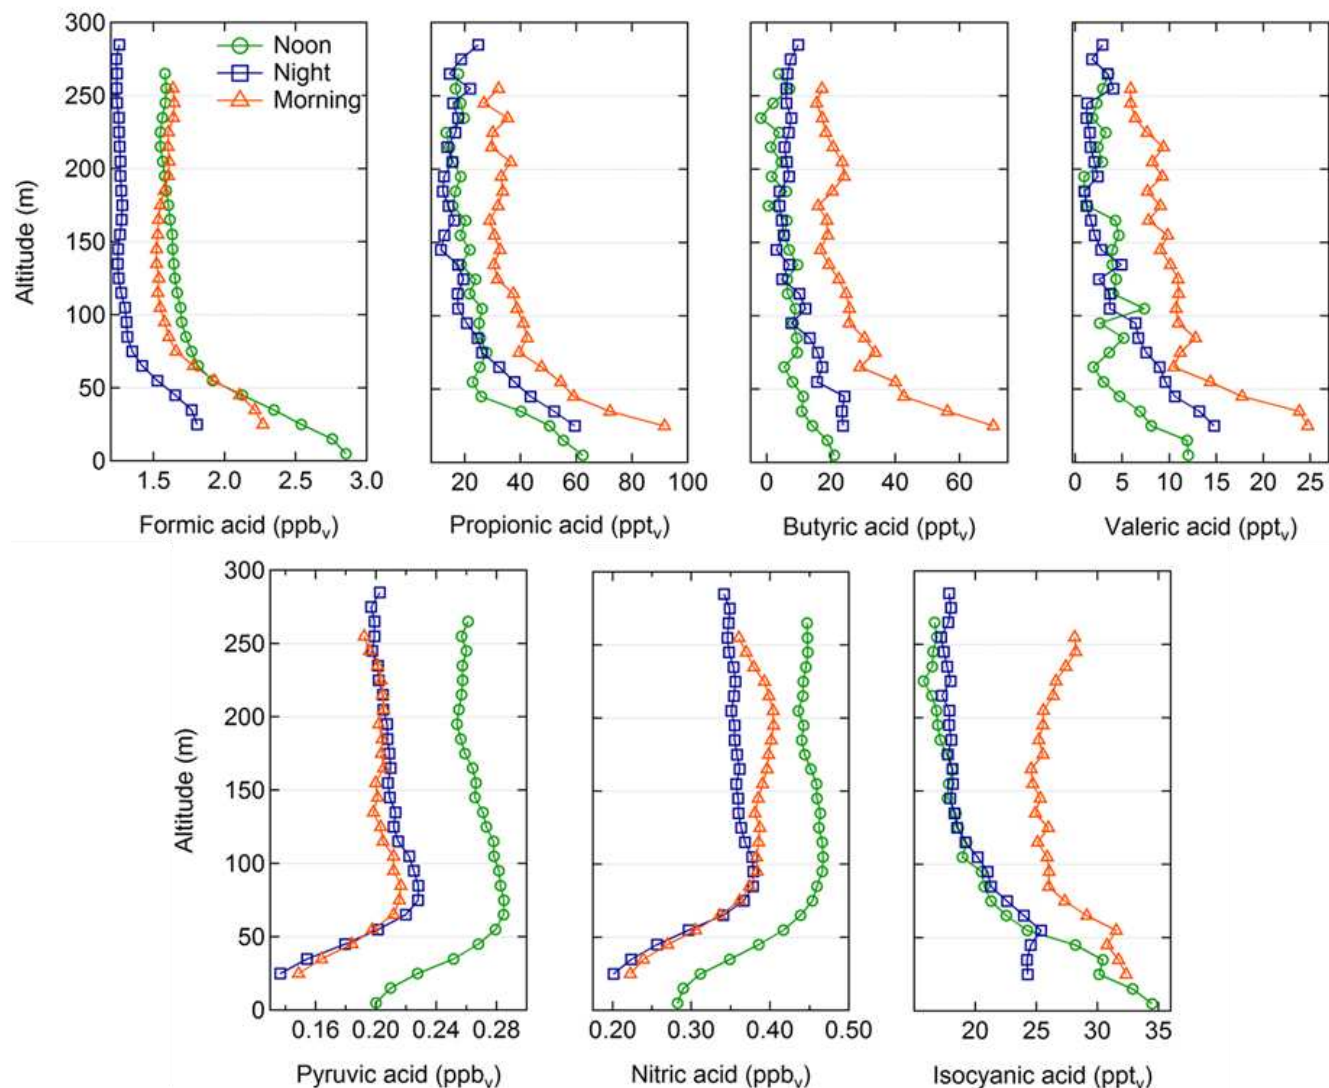 300
250
200
150
100
50
0
Altitude (m)
Noon
Night
Morning
1.5 2.0 2.5 3.0
20 40 60 80 100
0 20 40 60
0 5 10 15 20 25
Formic acid (ppbv)
Propionic acid (pptv)
Butyric acid (pptv)
Valeric acid (pptv)
300
250
200
150
100
50
0
Altitude (m)
0.16 0.20 0.24 0.28
0.20 0.30 0.40 0.50
20 25 30 35
Pyruvic acid (ppbv)
Nitric acid (ppbv)
Isocyanic acid (pptv)